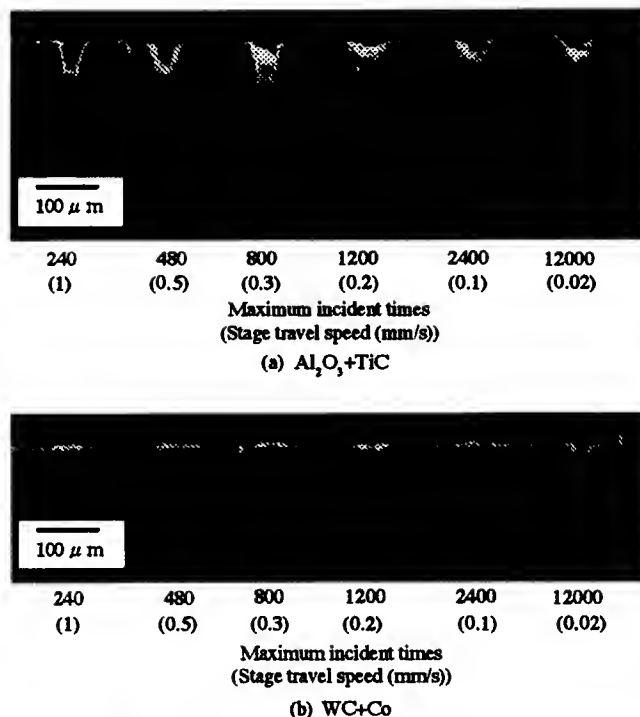 100 μ m
240 480 800 1200 2400 12000
(1) (0.5) (0.3) (0.2) (0.1) (0.02)
Maximum incident times
(Stage travel speed (mm/s))
(a) Al₂O₃+TiC
100 μ m
240 480 800 1200 2400 12000
(1) (0.5) (0.3) (0.2) (0.1) (0.02)
Maximum incident times
(Stage travel speed (mm/s))
(b) WC+Co